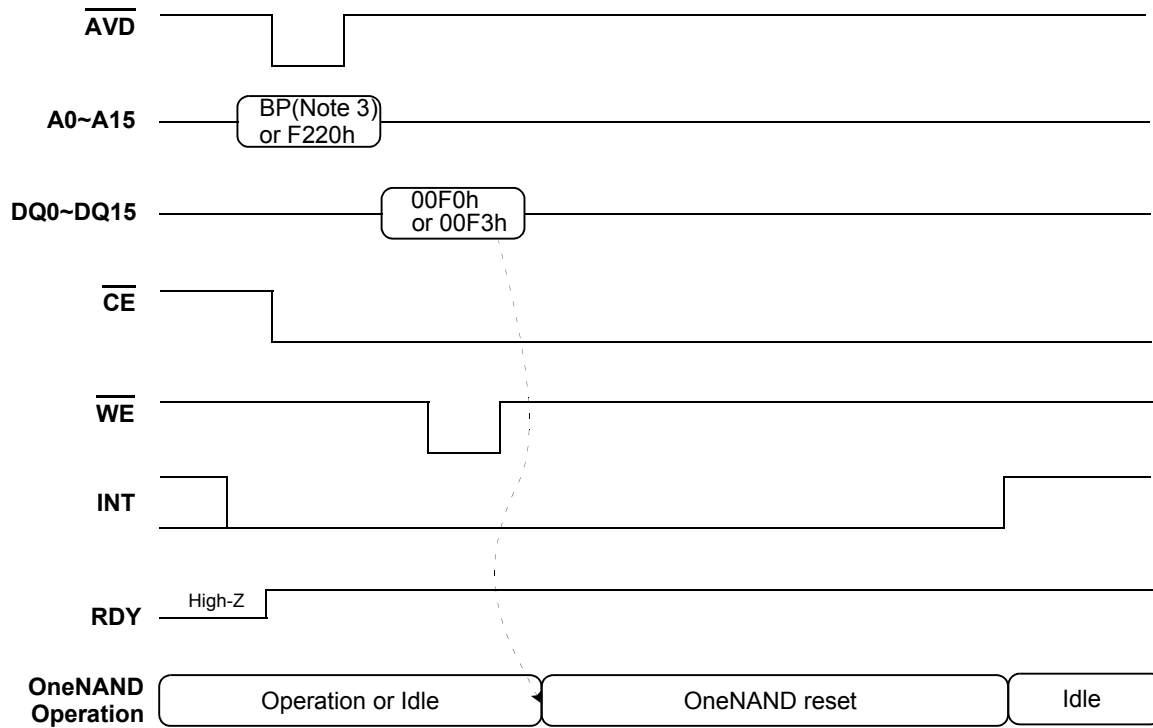 AVD
A0~A15
BP(Note 3)
or F220h
DQ0~DQ15
00F0h
or 00F3h
CE
WE
INT
RDY
High-Z
OneNAND
Operation
Operation or Idle
OneNAND reset
Idle